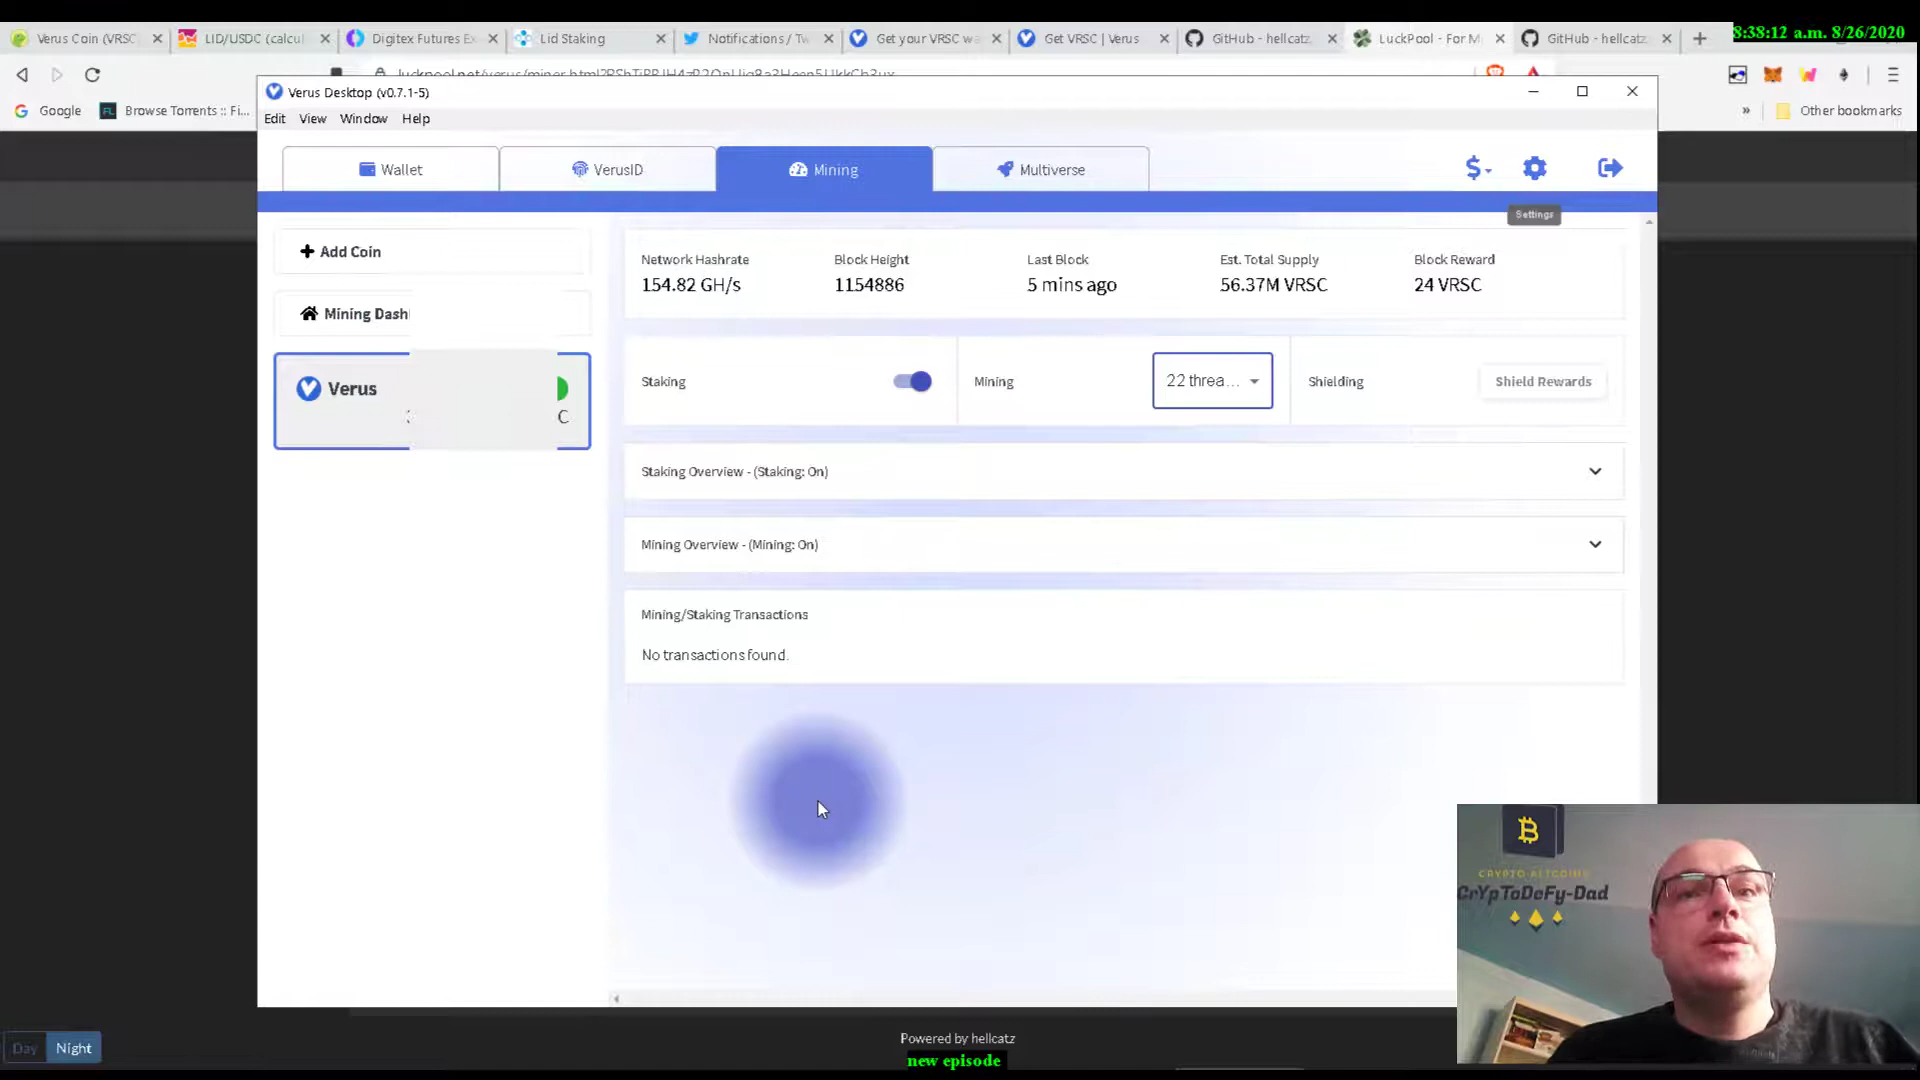 Verus Coin (VRSC
LID/USDC (calcul
Digitex Futures Ex
Lid Staking
Notifications / Tw
Get your VRSC wa
Get VRSC | Verus
GitHub - hellcatz
LuckPool - For M
GitHub - hellcatz
8:38:12 a.m. 8/26/2020
Google
Browse Torrents :: Fi...
Other bookmarks
Verus Desktop (v0.7.1-5)
Edit View Window Help
Wallet
VerusID
Mining
Multiverse
Settings
Add Coin
Mining Dash
Verus
C
Network Hashrate
154.82 GH/s
Block Height
1154886
Last Block
5 mins ago
Est. Total Supply
56.37M VRSC
Block Reward
24 VRSC
Staking
Mining
22 threa...
Shielding
Shield Rewards
Staking Overview - (Staking: On)
Mining Overview - (Mining: On)
Mining/Staking Transactions
No transactions found.
CRYPTO-ALTCOINS
CrYpToDeFy-Dad
Day
Night
Powered by hellcatz
new episode